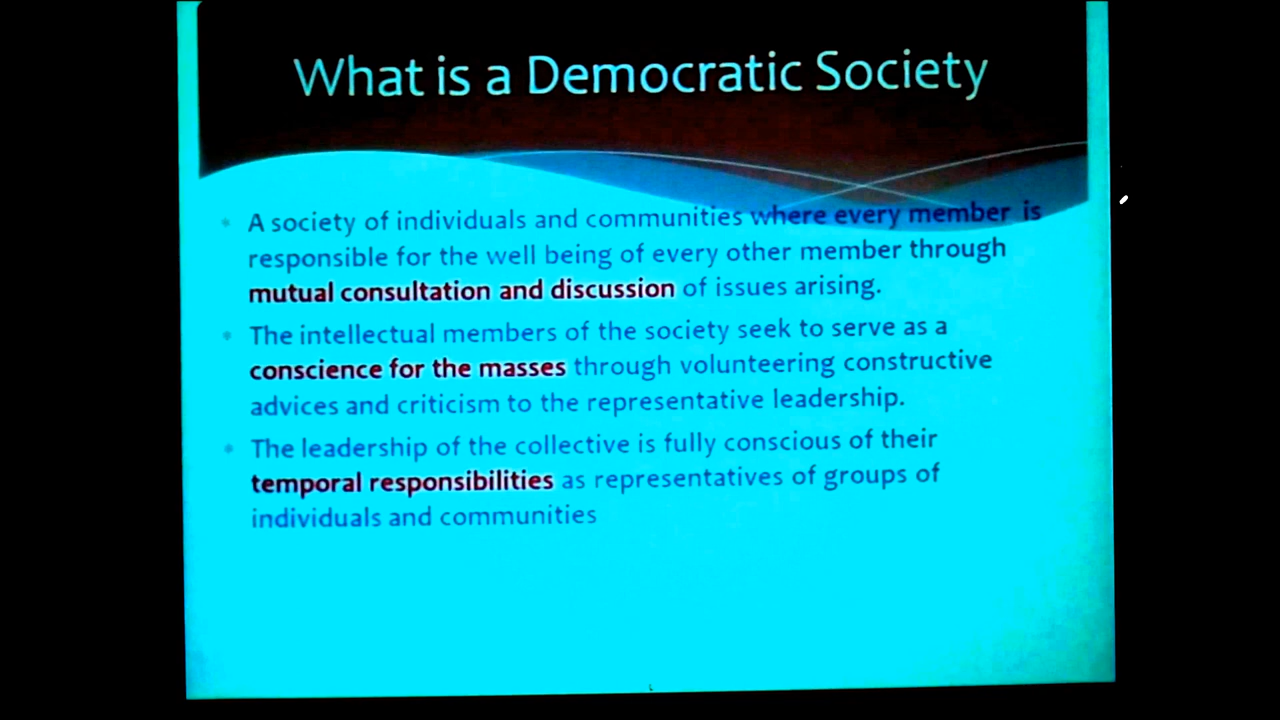 What is a Democratic Society
A society of individuals and communities where every member is
responsible for the well being of every other member through
mutual consultation and discussion of issues arising.
The intellectual members of the society seek to serve as a
conscience for the masses through volunteering constructive
advices and criticism to the representative leadership.
The leadership of the collective is fully conscious of their
temporal responsibilities as representatives of groups of
individuals and communities